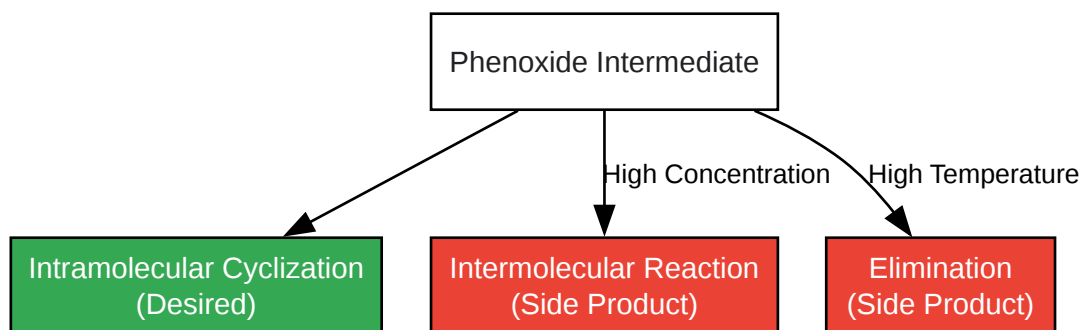 Phenoxide Intermediate
High Concentration
High Temperature
Intramolecular Cyclization
(Desired)
Intermolecular Reaction
(Side Product)
Elimination
(Side Product)